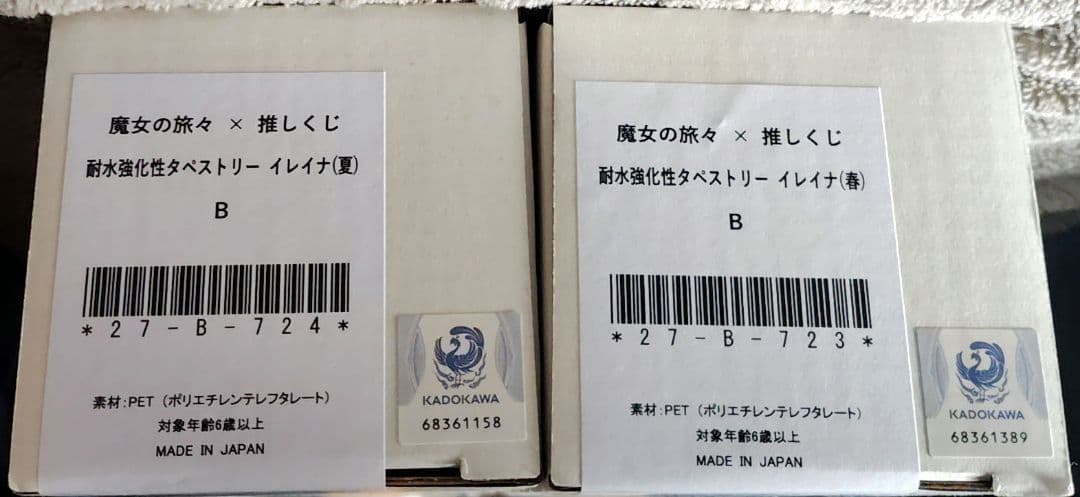 魔女の旅々 × 推しくじ
耐水強化性タペストリー イレイナ(夏)
B
*27-B-724*
素材:PET (ポリエチレンテレフタレート)
対象年齢6歳以上
MADE IN JAPAN
KADOKAWA
68361158
魔女の旅々 × 推しくじ
耐水強化性タペストリー イレイナ(春)
B
*27-B-723*
素材:PET (ポリエチレンテレフタレート)
対象年齢6歳以上
MADE IN JAPAN
KADOKAWA
68361389